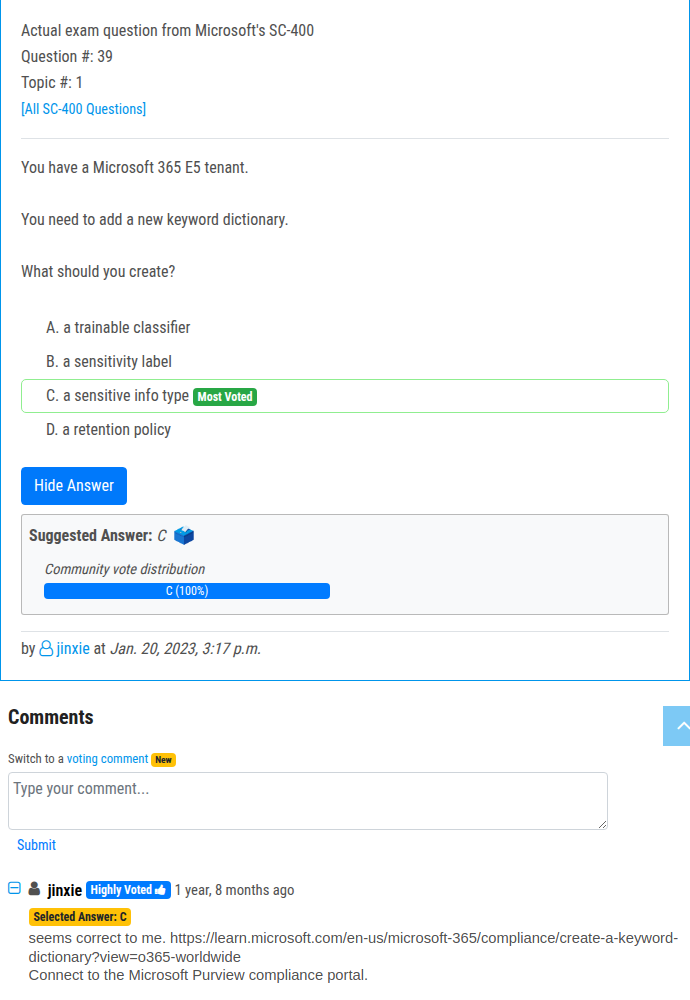 Actual exam question from Microsoft's SC-400
Question #: 39
Topic #: 1
[All SC-400 Questions]
You have a Microsoft 365 E5 tenant.
You need to add a new keyword dictionary.
What should you create?
A. a trainable classifier
B. a sensitivity label
C. a sensitive info type Most Voted
D. a retention policy
Hide Answer
Suggested Answer: C
Community vote distribution
C (100%)
by jinxie at Jan. 20, 2023, 3:17 p.m.
Comments
Switch to a voting comment New
Type your comment...
Submit
jinxie Highly Voted 1 year, 8 months ago
Selected Answer: C
seems correct to me. https://learn.microsoft.com/en-us/microsoft-365/compliance/create-a-keyword-
dictionary?view=o365-worldwide
Connect to the Microsoft Purview compliance portal.